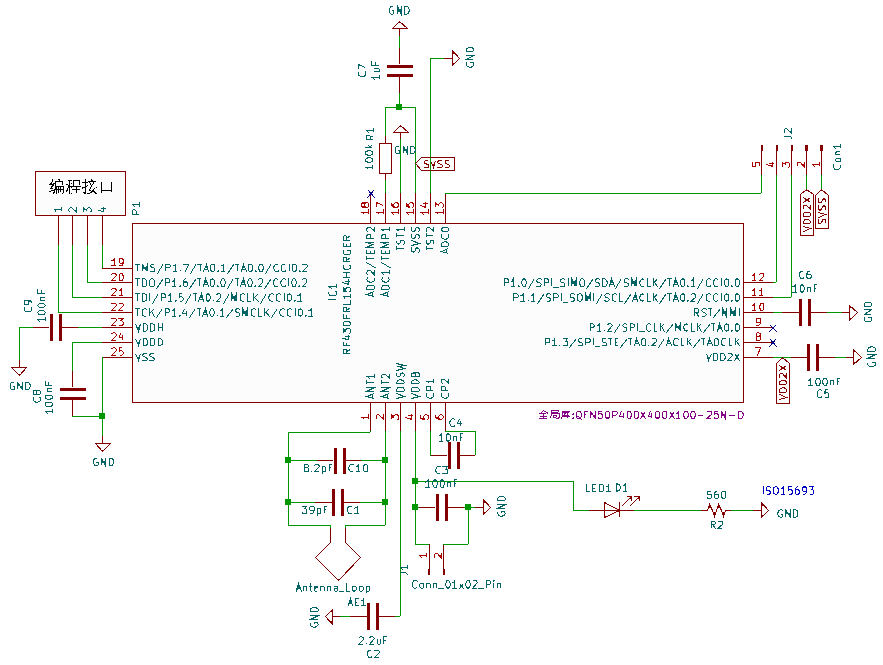 GND
C7
1uF
GND
100k
R1
GND
SVSS
J2
Con1
5
4
3
2
1
VDD2X
SVSS
编程接口
1
2
3
4
P1
18
17
16
15
14
13
ADC2/TEMP2
ADC1/TEMP1
TST1
SVSS
TST2
ADC0
IC1
RF430FRL154HCRGER
19
TMS/P1.7/TA0.1/TA0.0/CCI0.2
20
TDO/P1.6/TA0.0/TA0.2/CCI0.2
21
TDI/P1.5/TA0.2/MCLK/CCI0.1
22
TCK/P1.4/TA0.1/SMCLK/CCI0.1
23
VDDH
24
VDDD
25
VSS
P1.0/SPI_SIMO/SDA/SMCLK/TA0.1/CCI0.0
12
P1.1/SPI_SOMI/SCL/ACLK/TA0.2/CCI0.0
11
RST/NMI
10
P1.2/SPI_CLK/MCLK/TA0.0
9
P1.3/SPI_STE/TA0.2/ACLK/TA0CLK
8
VDD2X
7
C6
10nF
GND
GND
100nF
C5
VDD2X
C9
100nF
GND
C8
100nF
GND
ANT1
ANT2
VDDSW
VDDB
CP1
CP2
1
2
3
4
5
6
全局库:QFN50P400X400X100-25N-D
C4
10nF
C3
100nF
GND
8.2pF
C10
39pF
C1
Antenna_Loop
AE1
J1
1
2
Conn_01x02_Pin
GND
2.2uF
C2
LED1
D1
560
R2
ISO15693
GND